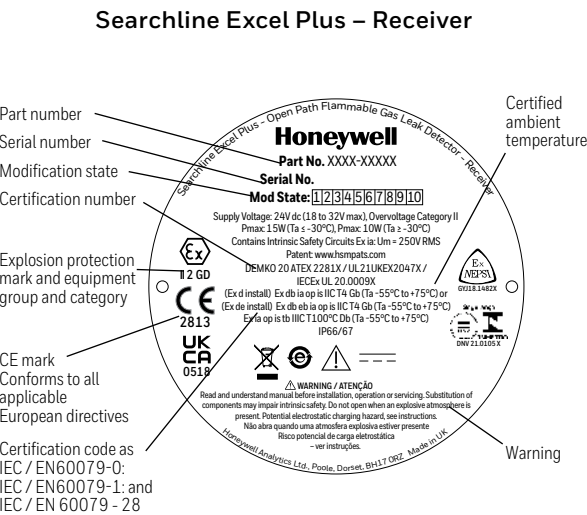 Searchline Excel Plus – Receiver
Part number
Serial number
Modification state
Certification number
Explosion protection
mark and equipment
group and category
CE mark
Conforms to all
applicable
European directives
Certification code as
IEC / EN60079-0:
IEC / EN60079-1: and
IEC / EN 60079 - 28
Certified
ambient
temperature
Warning
Searchline Excel Plus - Open Path Flammable Gas Leak Detector - Receiver
Honeywell
Part No. XXXX-XXXXX
Serial No.
Mod State: 1 2 3 4 5 6 7 8 9 10
Supply Voltage: 24V dc (18 to 32V max), Overvoltage Category II
Pmax: 15W (Ta ≤ -30°C), Pmax: 10W (Ta ≥ -30°C)
Contains Intrinsic Safety Circuits Ex ia: Um = 250V RMS
Patent: www.hsmpats.com
DEMKO 20 ATEX 2281X / UL21UKEX2047X /
IECEx UL 20.0009X
(Ex d install) Ex db ia op is IIC T4 Gb (Ta -55°C to +75°C) or
(Ex de install) Ex db eb ia op is IIC T4 Gb (Ta -55°C to +75°C)
Ex ta op is tb IIIC T100°C Db (Ta -55°C to +75°C)
IP66/67
Ex
II 2 GD
CE
2813
UK
CA
0518
Ex
NEPSI
GYJ18.1482X
DNV 21.0105 X
WARNING / ATENÇÃO
Read and understand manual before installation, operation or servicing. Substitution of
components may impair intrinsic safety. Do not open when an explosive atmosphere is
present. Potential electrostatic charging hazard, see instructions.
Não abra quando uma atmosfera explosiva estiver presente
Risco potencial de carga eletrostática
– ver instruções.
Honeywell Analytics Ltd., Poole, Dorset, BH17 0RZ Made in UK